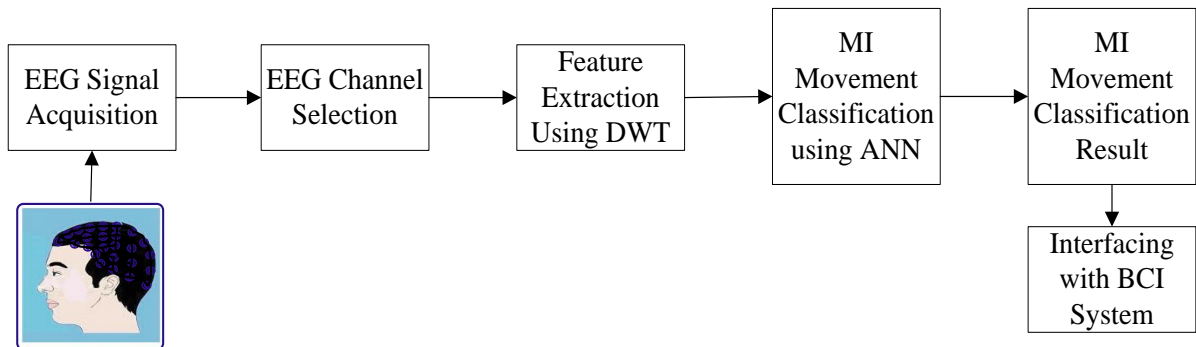 EEG Signal
Acquisition
EEG Channel
Selection
Feature
Extraction
Using DWT
MI
Movement
Classification
using ANN
MI
Movement
Classification
Result
Interfacing
with BCI
System